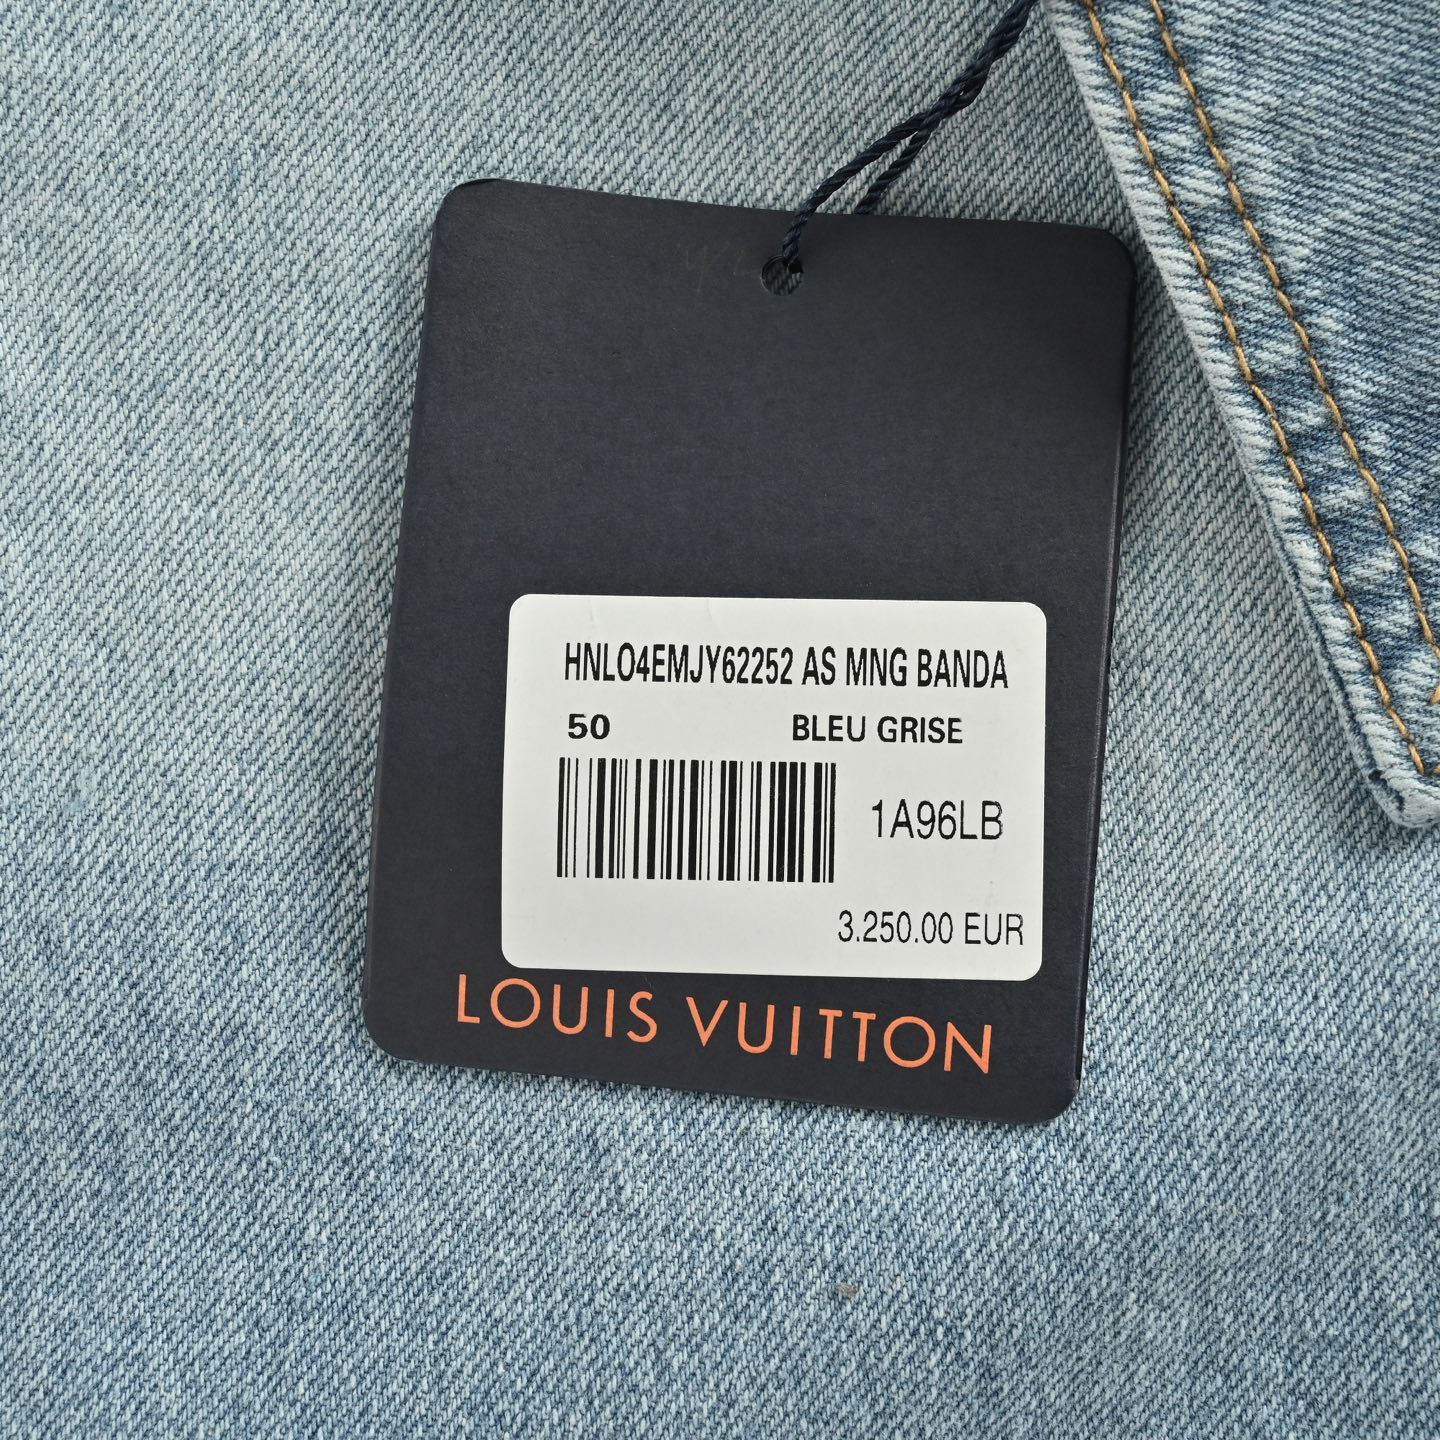 HNLO4EMJY62252 AS MNG BANDA
50 BLEU GRISE
1A96LB
3.250.00 EUR
LOUIS VUITTON